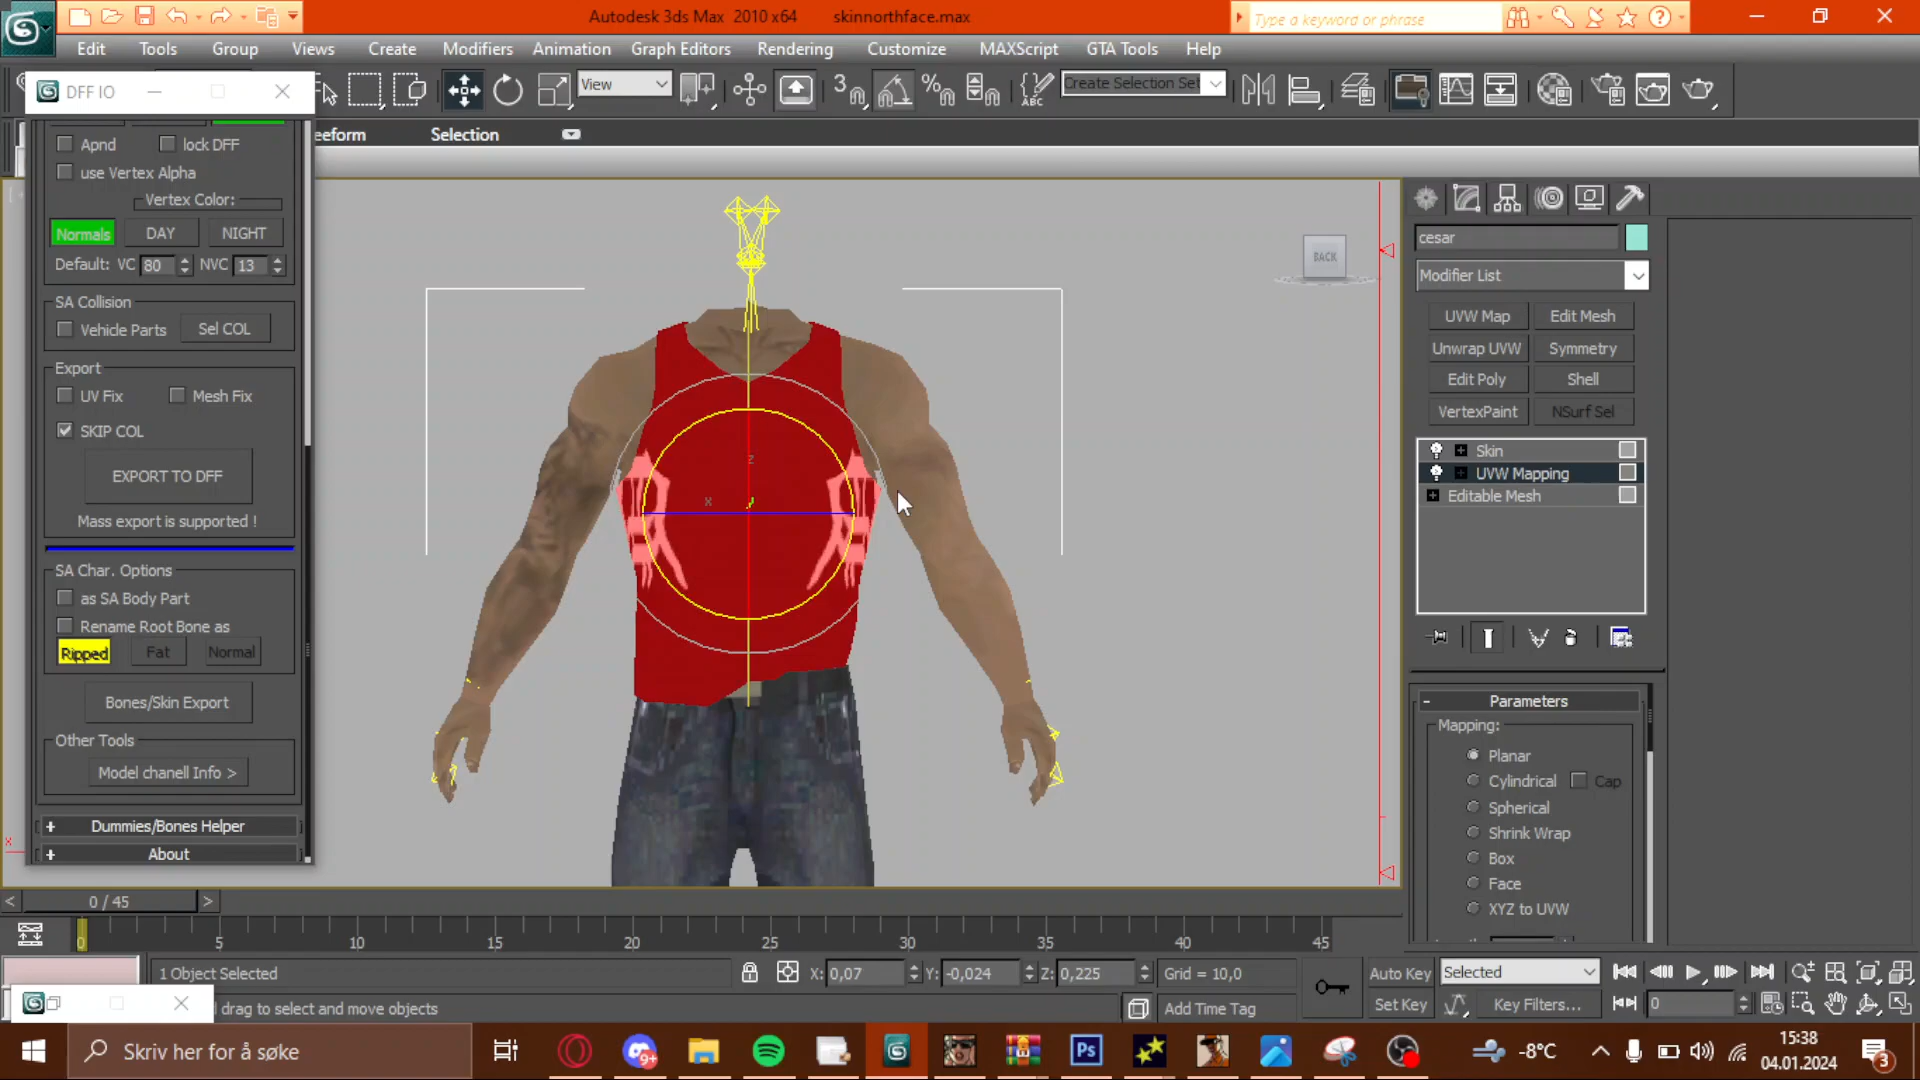 Autodesk 3ds Max 2010 x64 skinnorthface.max
Type a keyword or phrase
Edit Tools Group Views Create Modifiers Animation Graph Editors Rendering Customize MAXScript GTA Tools Help
DFF IO
View
Create Selection Set
eeform Selection
Apnd lock DFF
use Vertex Alpha
Vertex Color:
Normals DAY NIGHT
Default: VC 80 NVC 13
SA Collision
Vehicle Parts Sel COL
Export
UV Fix Mesh Fix
SKIP COL
EXPORT TO DFF
Mass export is supported !
SA Char. Options
as SA Body Part
Rename Root Bone as
Ripped Fat Normal
Bones/Skin Export
Other Tools
Model chanell Info >
+ Dummies/Bones Helper
+ About
BACK
z
x
x
cesar
Modifier List
UVW Map Edit Mesh
Unwrap UVW Symmetry
Edit Poly Shell
VertexPaint NSurf Sel
Skin
UVW Mapping
Editable Mesh
- Parameters
Mapping:
Planar
Cylindrical Cap
Spherical
Shrink Wrap
Box
Face
XYZ to UVW
< 0 / 45 >
0 5 10 15 20 25 30 35 40 45
1 Object Selected X: 0,07 Y: -0,024 Z: 0,225 Grid = 10,0 Auto Key Selected
drag to select and move objects Add Time Tag Set Key Key Filters... 0
Skriv her for å søke
9+
Ps
-8°C
15:38
04.01.2024
3